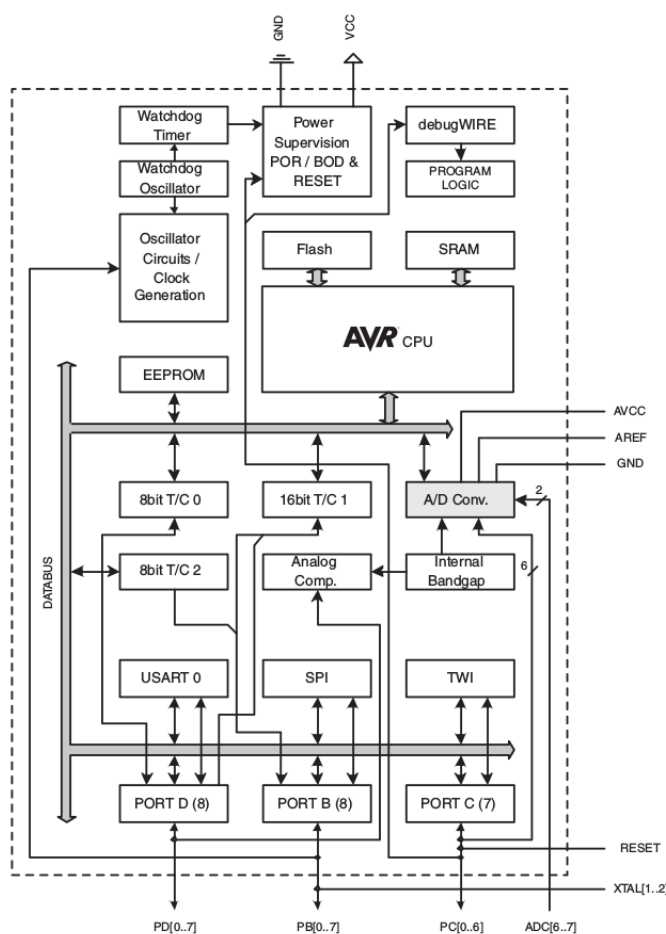 GND
VCC
Watchdog
Timer
Power
Supervision
POR / BOD &
RESET
debugWIRE
Watchdog
Oscillator
PROGRAM
LOGIC
Oscillator
Circuits /
Clock
Generation
Flash
SRAM
AVR CPU
EEPROM
AVCC
AREF
GND
8bit T/C 0
16bit T/C 1
A/D Conv.
2
DATABUS
8bit T/C 2
Analog
Comp.
Internal
Bandgap
6
USART 0
SPI
TWI
PORT D (8)
PORT B (8)
PORT C (7)
RESET
XTAL[1..2]
PD[0..7]
PB[0..7]
PC[0..6]
ADC[6..7]